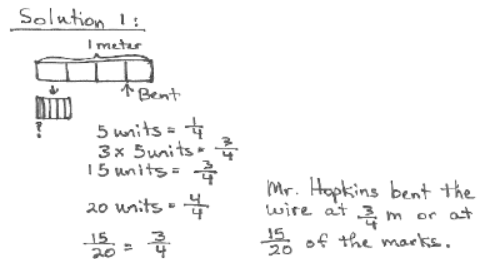 Solution 1:
1 meter
Bent
?
5 units = 1/4
3 x 5 units = 3/4
15 units = 3/4
20 units = 4/4
15/20 = 3/4
Mr. Hopkins bent the
wire at 3/4 m or at
15/20 of the marks.